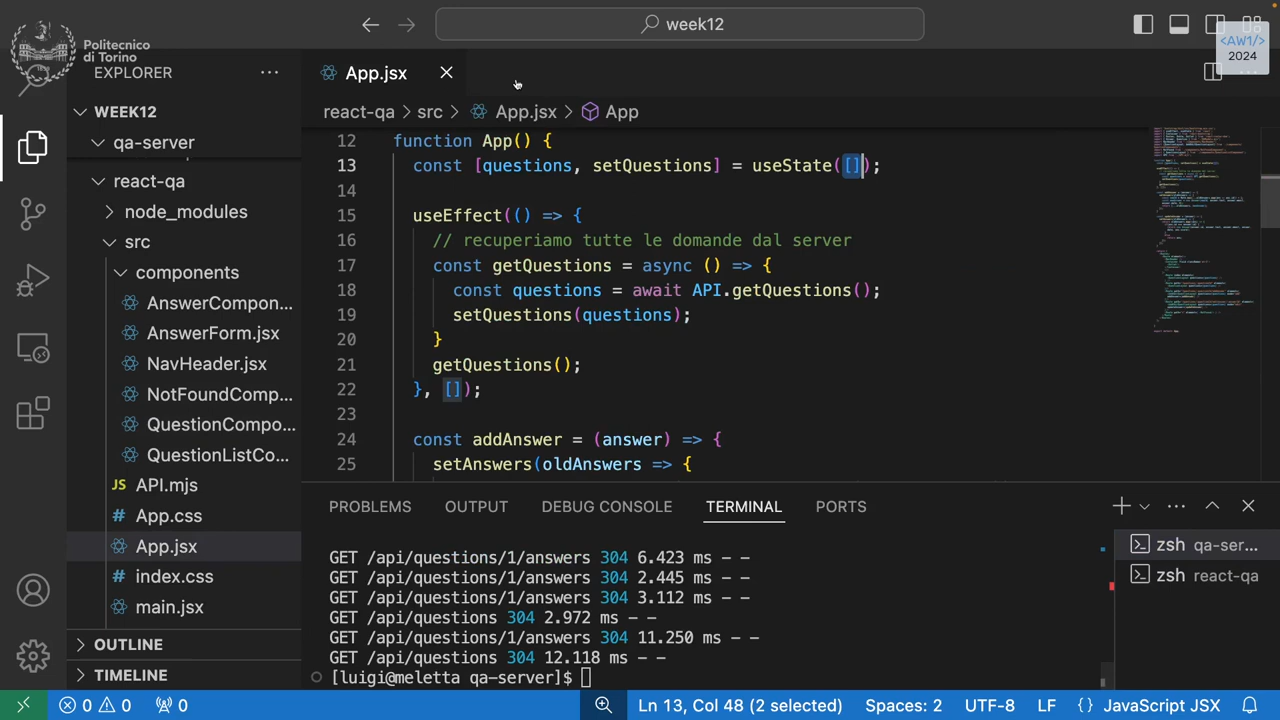 week12
Politecnico
di Torino
<AW1/>
2024
EXPLORER
App.jsx
WEEK12
react-qa > src > App.jsx > App
qa-server
react-qa
node_modules
src
components
AnswerCompon...
AnswerForm.jsx
NavHeader.jsx
NotFoundComp...
QuestionCompo...
QuestionListCo...
API.mjs
App.css
App.jsx
index.css
main.jsx
OUTLINE
TIMELINE
12 function App() {
13 const [questions, setQuestions] = useState([]);
14
15 useEffect(() => {
16 // recuperiamo tutte le domande dal server
17 const getQuestions = async () => {
18 const questions = await API.getQuestions();
19 setQuestions(questions);
20 }
21 getQuestions();
22 }, []);
23
24 const addAnswer = (answer) => {
25 setAnswers(oldAnswers => {
PROBLEMS OUTPUT DEBUG CONSOLE TERMINAL PORTS
GET /api/questions/1/answers 304 6.423 ms - -
GET /api/questions/1/answers 304 2.445 ms - -
GET /api/questions/1/answers 304 3.112 ms - -
GET /api/questions 304 2.972 ms - -
GET /api/questions/1/answers 304 11.250 ms - -
GET /api/questions 304 12.118 ms - -
[luigi@meletta qa-server]$
zsh qa-ser...
zsh react-qa
0 0 0 Ln 13, Col 48 (2 selected) Spaces: 2 UTF-8 LF {} JavaScript JSX